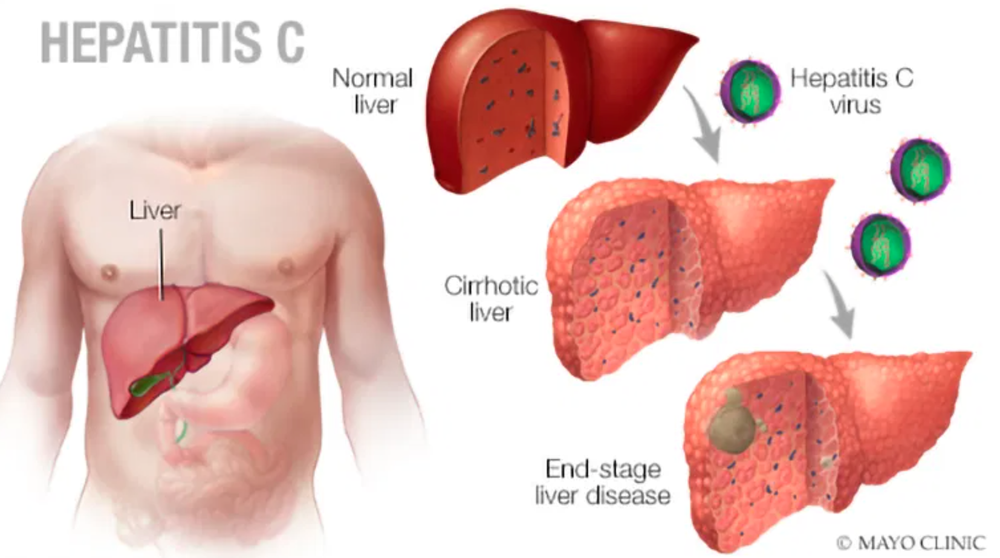 HEPATITIS C
Normal
liver
Hepatitis C
virus
Liver
Cirrhotic
liver
End-stage
liver disease
© MAYO CLINIC